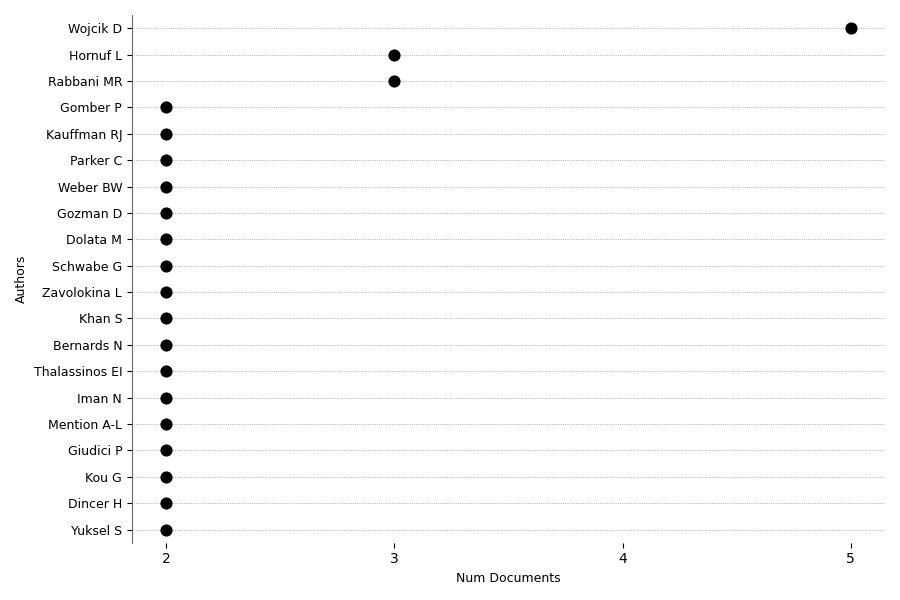 Wojcik D
Hornuf L
Rabbani MR
Gomber P
Kauffman RJ
Parker C
Weber BW
Gozman D
Dolata M
Schwabe G
Zavolokina L
Khan S
Bernards N
Thalassinos EI
Iman N
Mention A-L
Giudici P
Kou G
Dincer H
Yuksel S
Authors
2 3 4 5
Num Documents